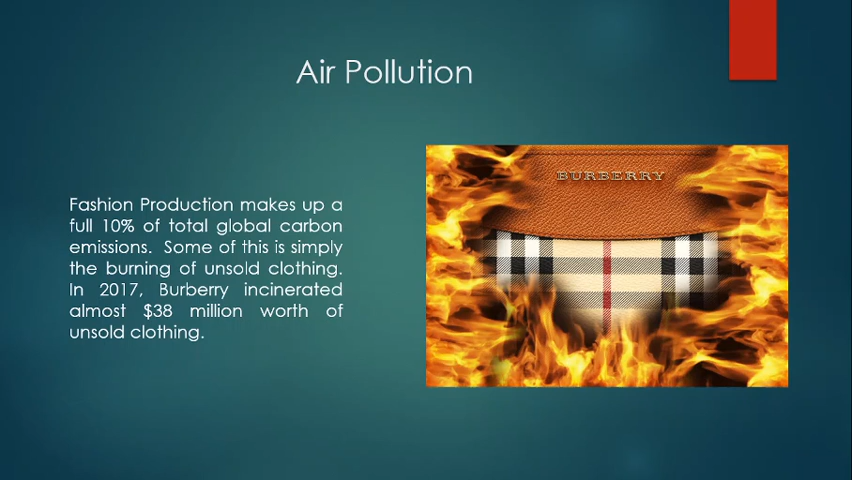 Air Pollution
Fashion Production makes up a
full 10% of total global carbon
emissions. Some of this is simply
the burning of unsold clothing.
In 2017, Burberry incinerated
almost $38 million worth of
unsold clothing.
BURBERRY